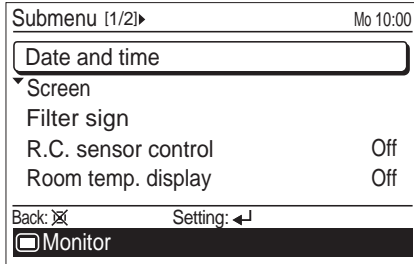 Submenu [1/2] Mo 10:00
Date and time
Screen
Filter sign
R.C. sensor control Off
Room temp. display Off
Back: Setting:
Monitor